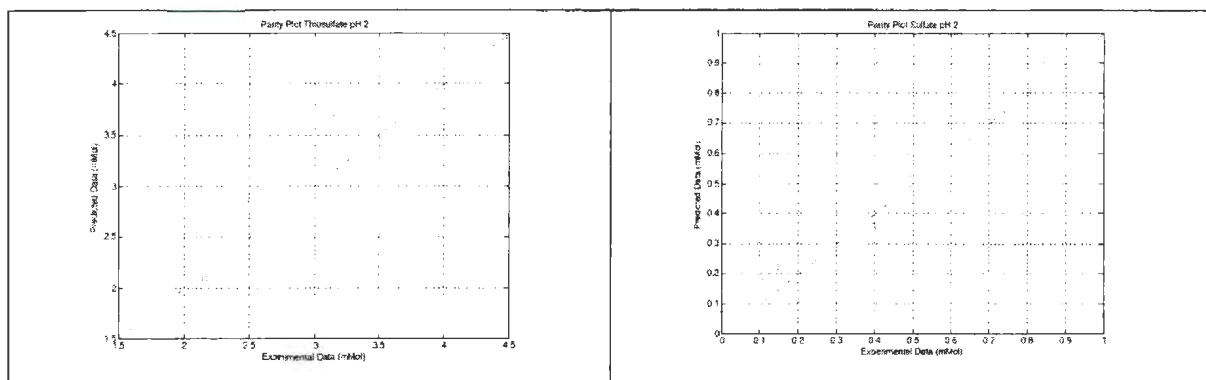 Parity Plot Thiosulfate pH 2
4.5
4
3.5
3
2.5
2
1.5
Predicted Data (mMol)
1.5 2 2.5 3 3.5 4 4.5
Experimental Data (mMol)
Parity Plot Sulfate pH 2
1
0.9
0.8
0.7
0.6
0.5
0.4
0.3
0.2
0.1
0
Predicted Data (mMol)
0 0.1 0.2 0.3 0.4 0.5 0.6 0.7 0.8 0.9 1
Experimental Data (mMol)